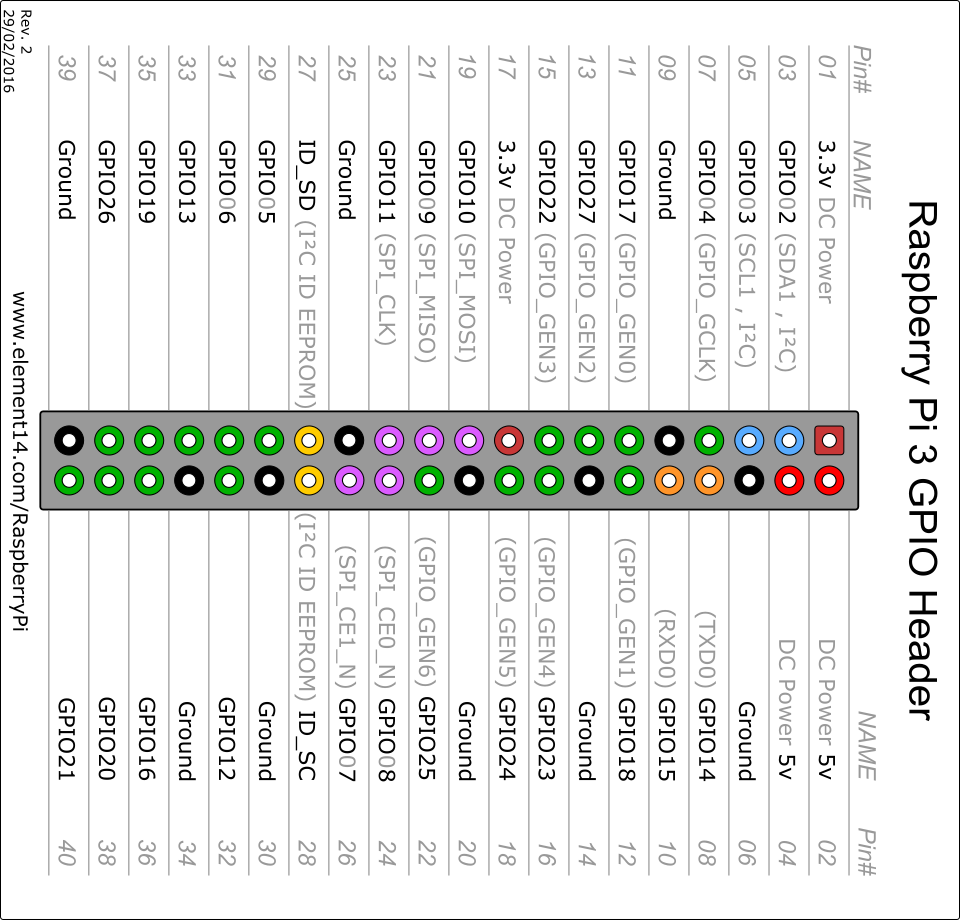 Raspberry Pi 3 GPIO Header
Pin# NAME NAME Pin#
01 3.3v DC Power DC Power 5v 02
03 GPIO02 (SDA1 , I²C) DC Power 5v 04
05 GPIO03 (SCL1 , I²C) Ground 06
07 GPIO04 (GPIO_GCLK) (TXD0) GPIO14 08
09 Ground (RXD0) GPIO15 10
11 GPIO17 (GPIO_GEN0) (GPIO_GEN1) GPIO18 12
13 GPIO27 (GPIO_GEN2) Ground 14
15 GPIO22 (GPIO_GEN3) (GPIO_GEN4) GPIO23 16
17 3.3v DC Power (GPIO_GEN5) GPIO24 18
19 GPIO10 (SPI_MOSI) Ground 20
21 GPIO09 (SPI_MISO) (GPIO_GEN6) GPIO25 22
23 GPIO11 (SPI_CLK) (SPI_CE0_N) GPIO08 24
25 Ground (SPI_CE1_N) GPIO07 26
27 ID_SD (I²C ID EEPROM) (I²C ID EEPROM) ID_SC 28
29 GPIO05 Ground 30
31 GPIO06 GPIO12 32
33 GPIO13 Ground 34
35 GPIO19 GPIO16 36
37 GPIO26 GPIO20 38
39 Ground GPIO21 40
Rev. 2
29/02/2016
www.element14.com/RaspberryPi